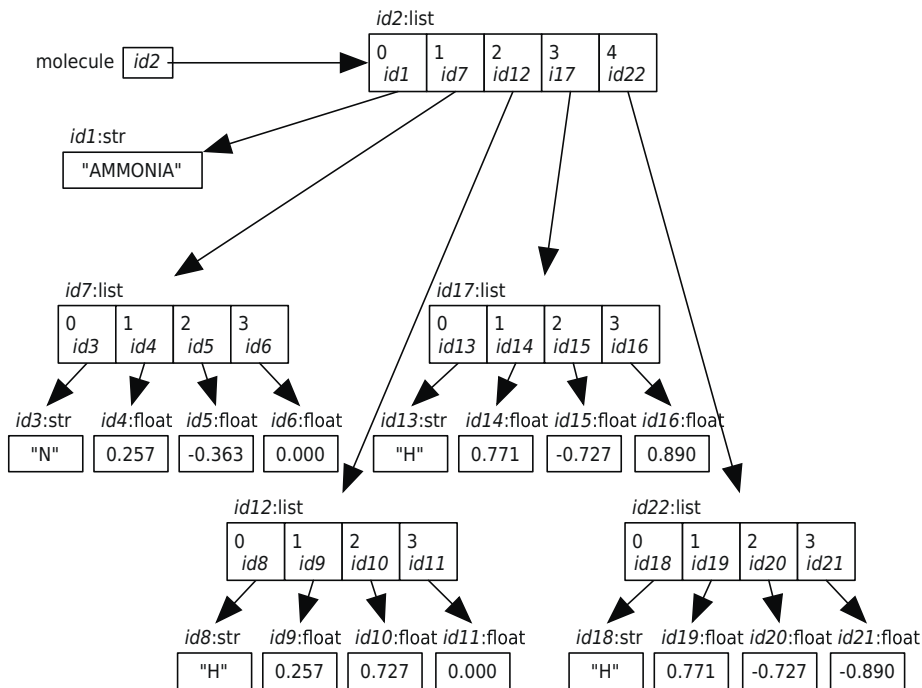 id2:list
molecule id2
0 1 2 3 4
id1 id7 id12 i17 id22
id1:str
"AMMONIA"
id7:list
0 1 2 3
id3 id4 id5 id6
id3:str id4:float id5:float id6:float
"N" 0.257 -0.363 0.000
id17:list
0 1 2 3
id13 id14 id15 id16
id13:str id14:float id15:float id16:float
"H" 0.771 -0.727 0.890
id12:list
0 1 2 3
id8 id9 id10 id11
id8:str id9:float id10:float id11:float
"H" 0.257 0.727 0.000
id22:list
0 1 2 3
id18 id19 id20 id21
id18:str id19:float id20:float id21:float
"H" 0.771 -0.727 -0.890